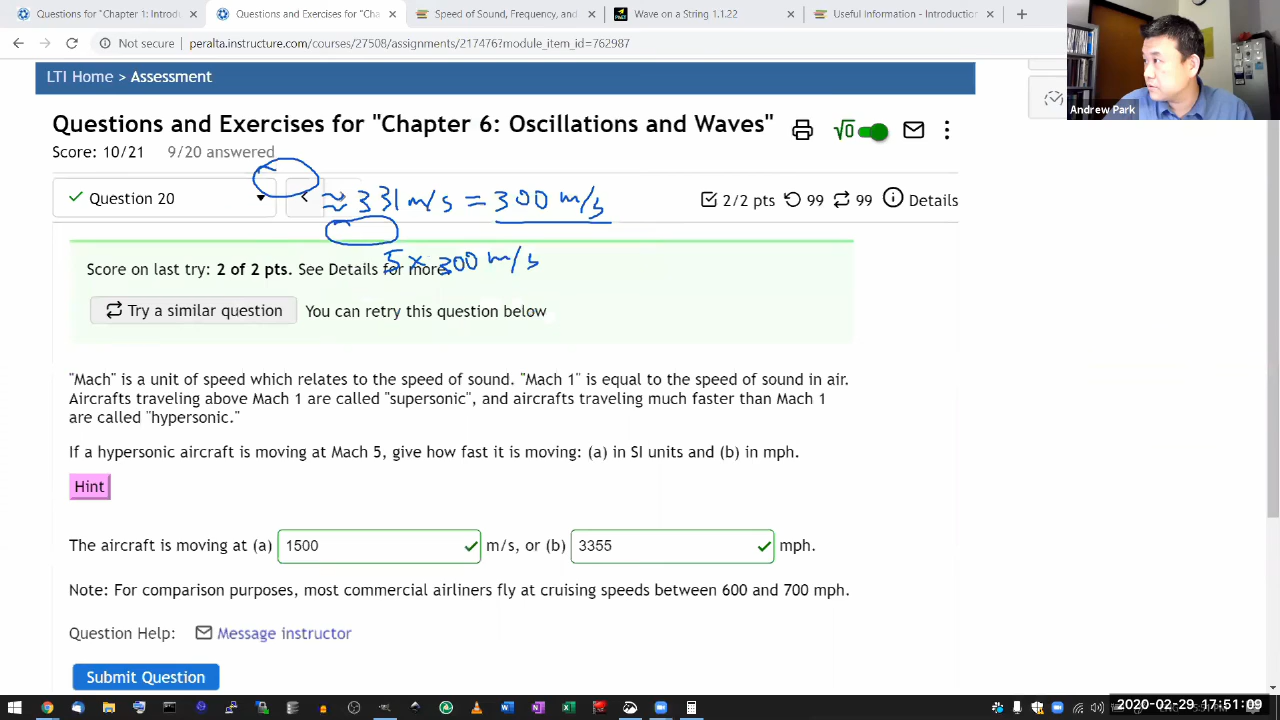 Questions for "Chapter 1: Introdu
Questions and Exercises for "Cha
Speed of Sound, Frequency, and
Wave on a String 1.1.22
Useful Information - Introduction
Not secure
peralta.instructure.com/courses/27508/assignments/217476?module_item_id=762987
LTI Home > Assessment
Andrew Park
Questions and Exercises for "Chapter 6: Oscillations and Waves"
Score: 10/21 9/20 answered
Question 20
≈ 331 m/s = 300 m/s
2/2 pts 99 99 Details
5 × 300 m/s
Score on last try: 2 of 2 pts. See Details for more.
Try a similar question You can retry this question below
"Mach" is a unit of speed which relates to the speed of sound. "Mach 1" is equal to the speed of sound in air.
Aircrafts traveling above Mach 1 are called "supersonic", and aircrafts traveling much faster than Mach 1
are called "hypersonic."
If a hypersonic aircraft is moving at Mach 5, give how fast it is moving: (a) in SI units and (b) in mph.
Hint
The aircraft is moving at (a) 1500 m/s, or (b) 3355 mph.
Note: For comparison purposes, most commercial airliners fly at cruising speeds between 600 and 700 mph.
Question Help: Message instructor
Submit Question
2020-02-29 17:51:09